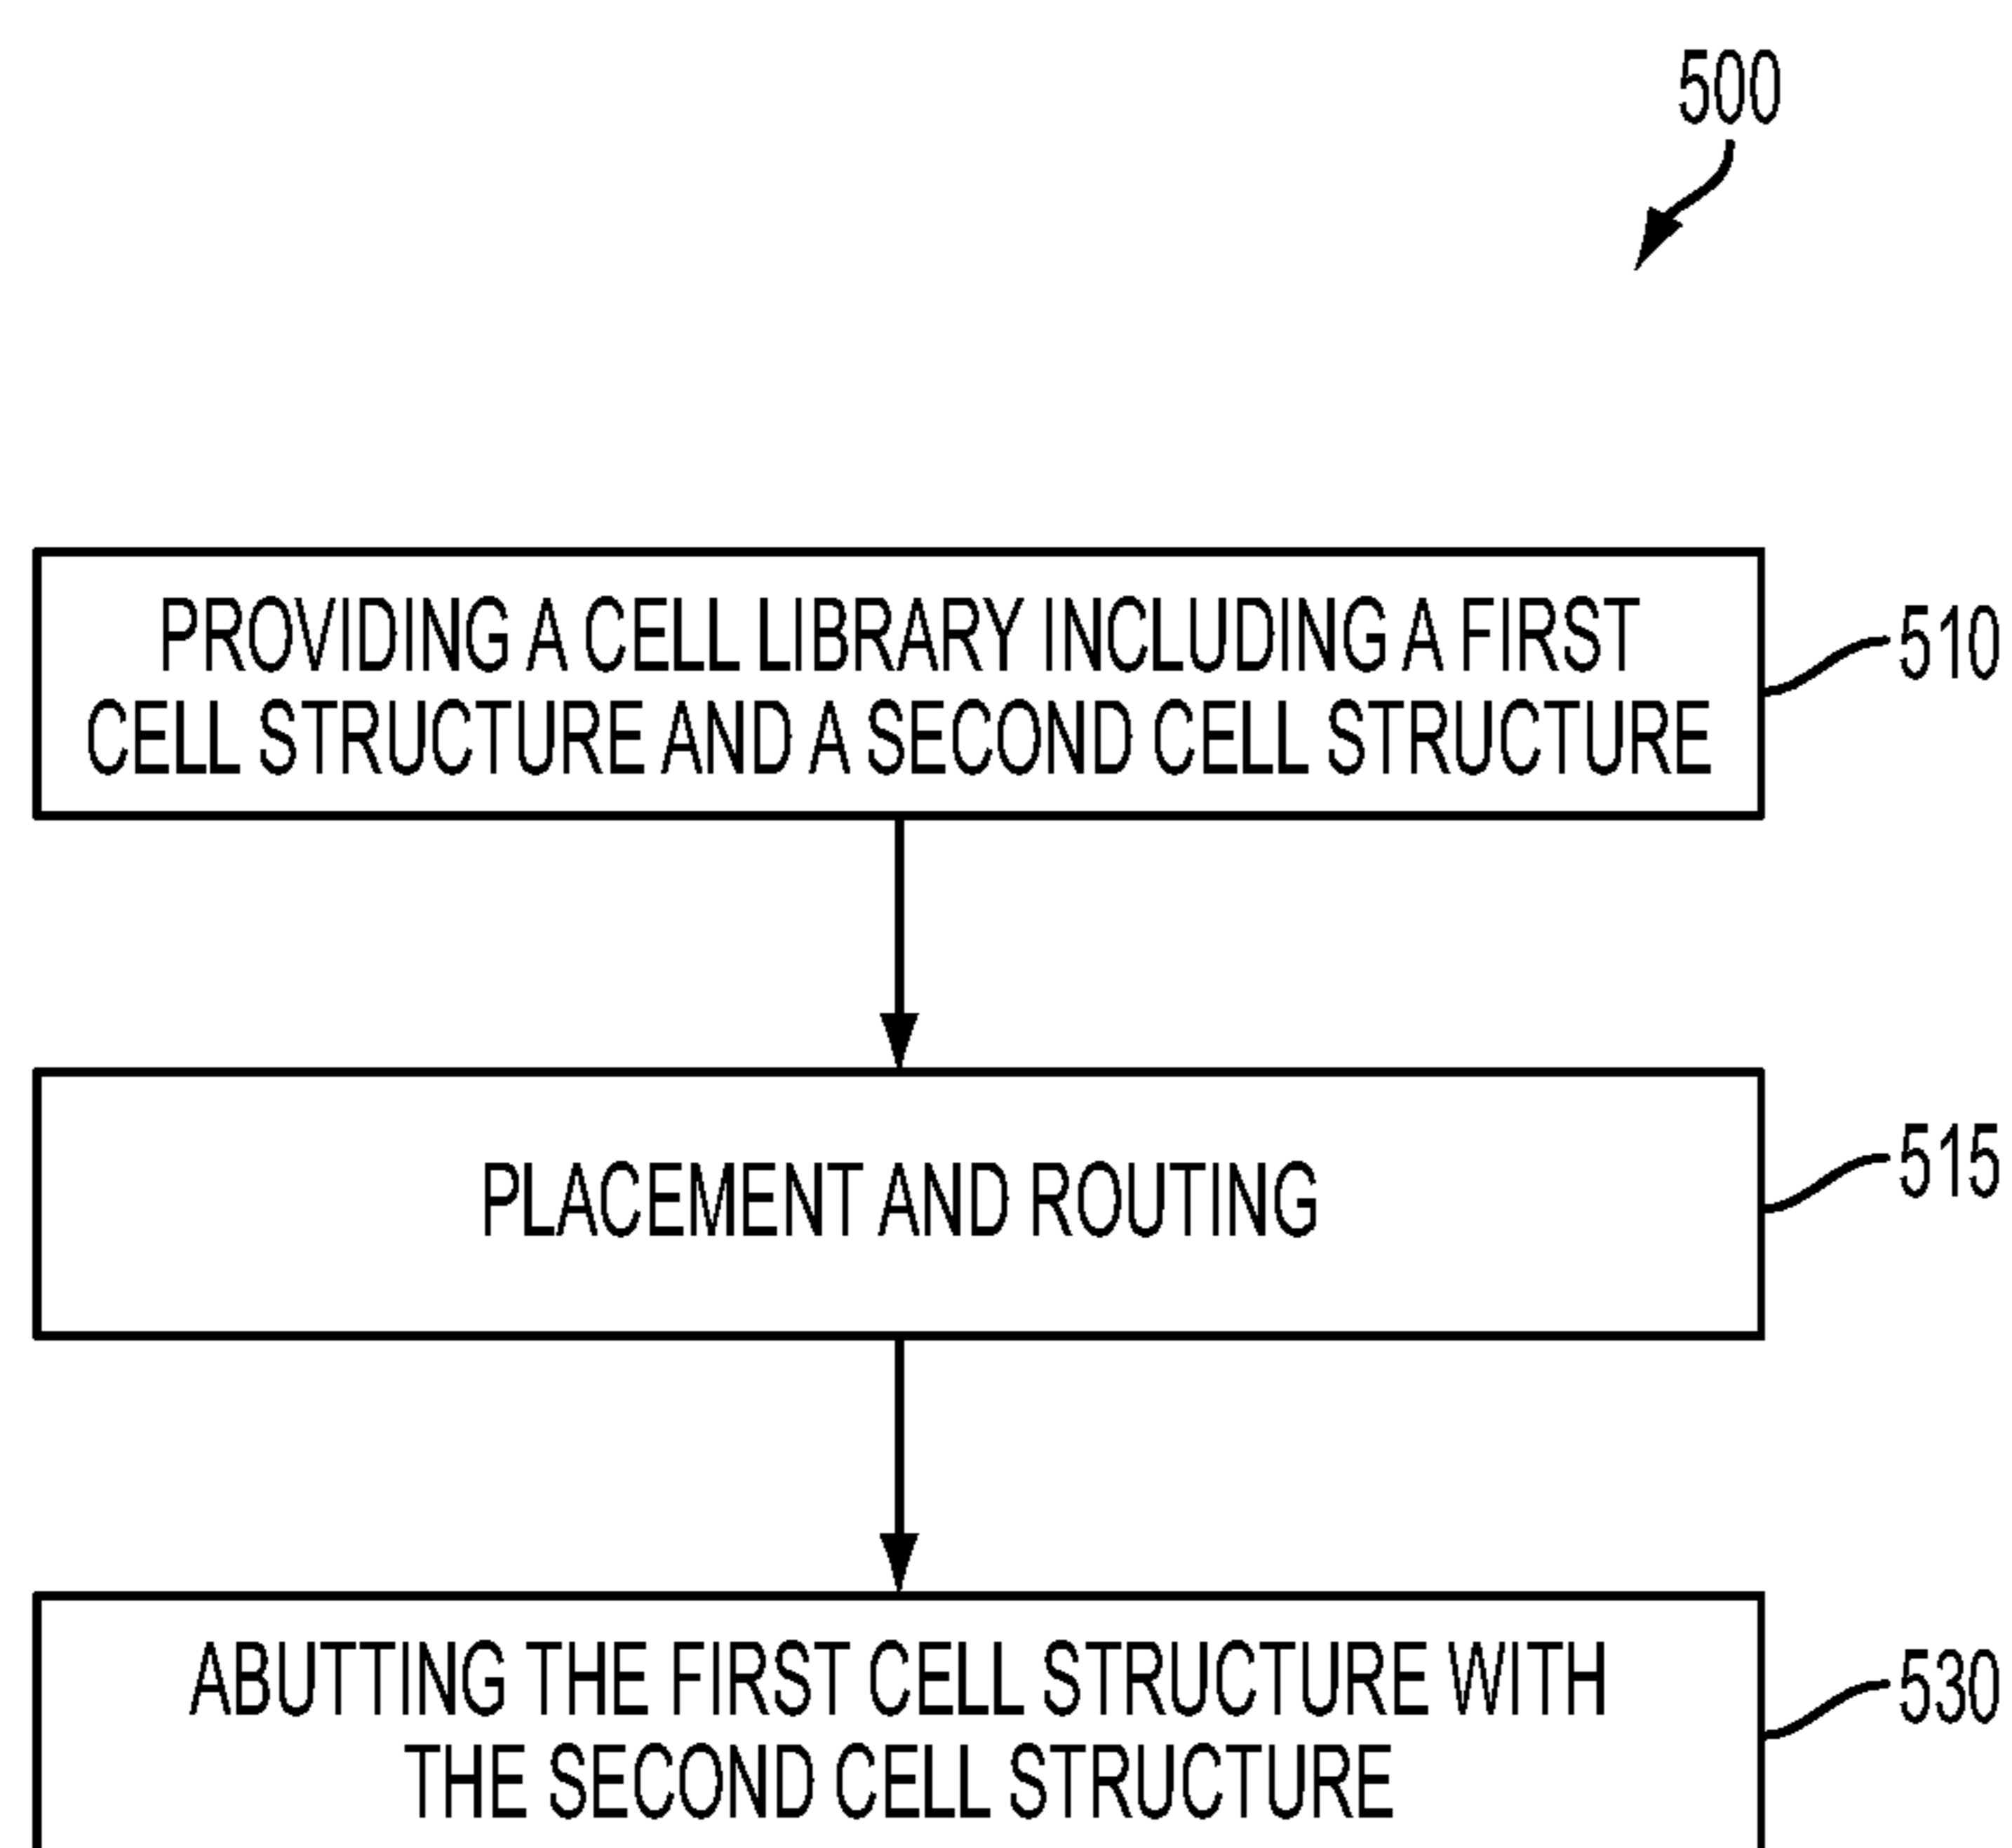 500
PROVIDING A CELL LIBRARY INCLUDING A FIRST
CELL STRUCTURE AND A SECOND CELL STRUCTURE
510
PLACEMENT AND ROUTING
515
ABUTTING THE FIRST CELL STRUCTURE WITH
THE SECOND CELL STRUCTURE
530